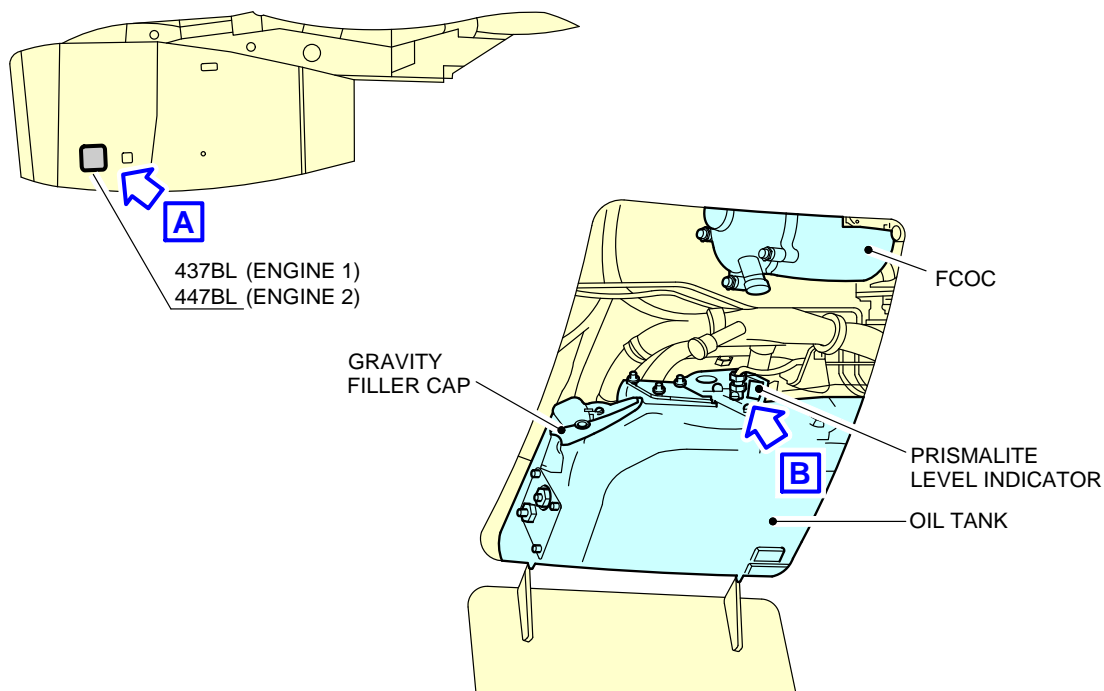 A
437BL (ENGINE 1)
447BL (ENGINE 2)
FCOC
GRAVITY
FILLER CAP
B
PRISMALITE
LEVEL INDICATOR
OIL TANK